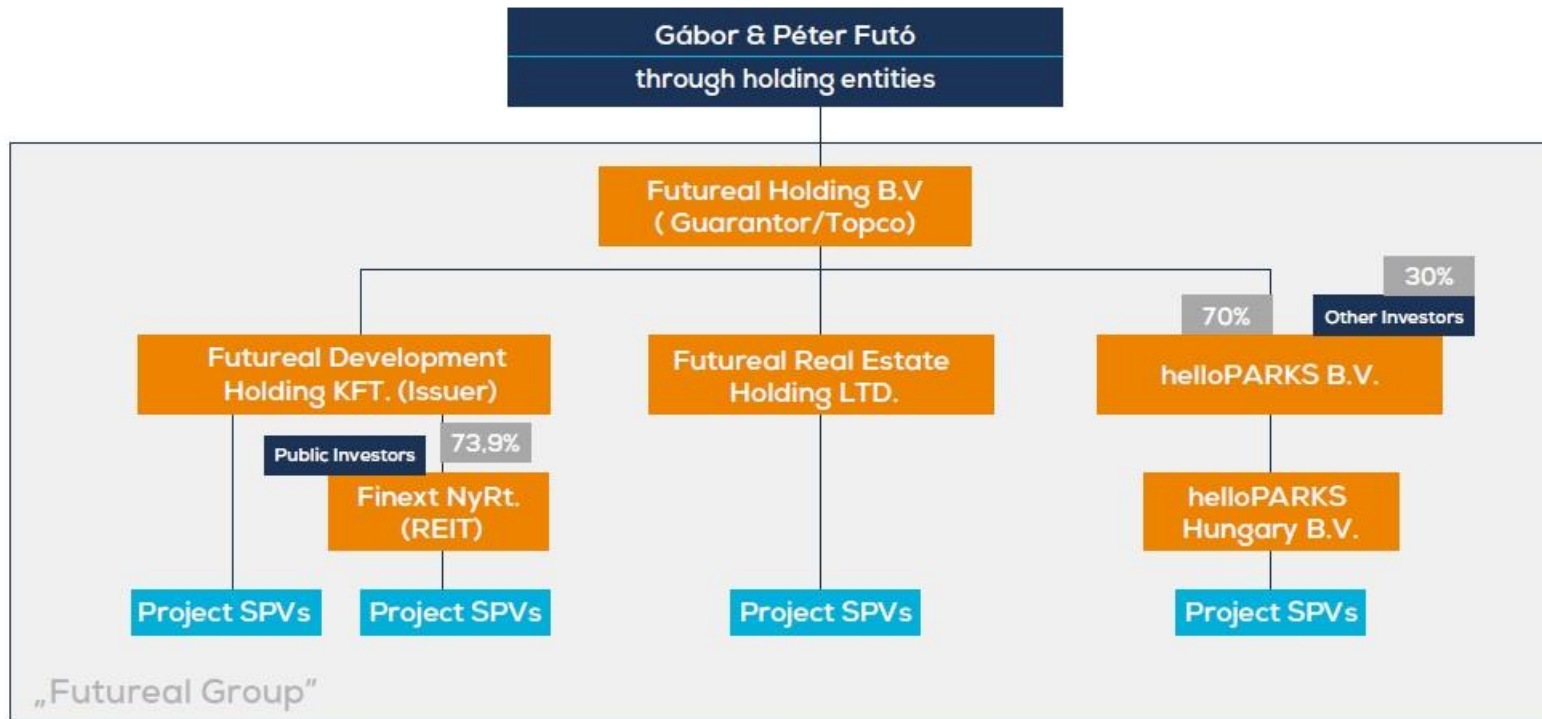 Gábor & Péter Futó
through holding entities
Futureal Holding B.V
( Guarantor/Topco)
30%
70%
Other Investors
Futureal Development
Holding KFT. (Issuer)
Futureal Real Estate
Holding LTD.
helloPARKS B.V.
Public Investors
73,9%
Finext NyRt.
(REIT)
helloPARKS
Hungary B.V.
Project SPVs
Project SPVs
Project SPVs
Project SPVs
„Futureal Group”